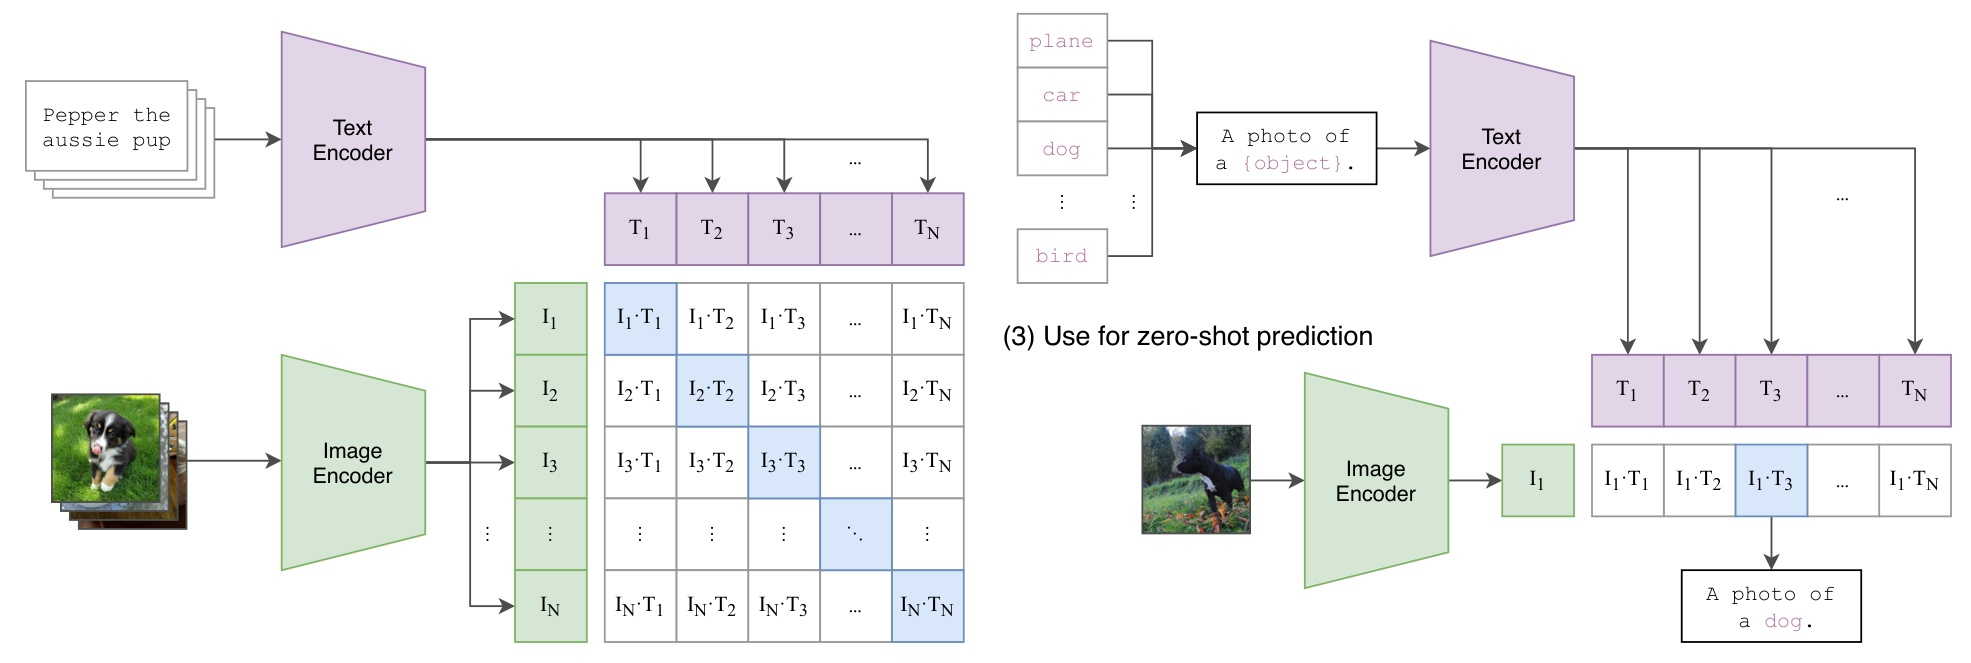 Pepper the
aussie pup
Text
Encoder
...
T1 T2 T3 ... TN
Image
Encoder
I1
I2
I3
⋮
⋮
IN
I1·T1 I1·T2 I1·T3 ... I1·TN
I2·T1 I2·T2 I2·T3 ... I2·TN
I3·T1 I3·T2 I3·T3 ... I3·TN
⋮ ⋮ ⋮ ⋱ ⋮
IN·T1 IN·T2 IN·T3 ... IN·TN
plane
car
dog
⋮ ⋮
bird
A photo of
a {object}.
Text
Encoder
...
(3) Use for zero-shot prediction
T1 T2 T3 ... TN
Image
Encoder
I1
I1·T1 I1·T2 I1·T3 ... I1·TN
A photo of
a dog.